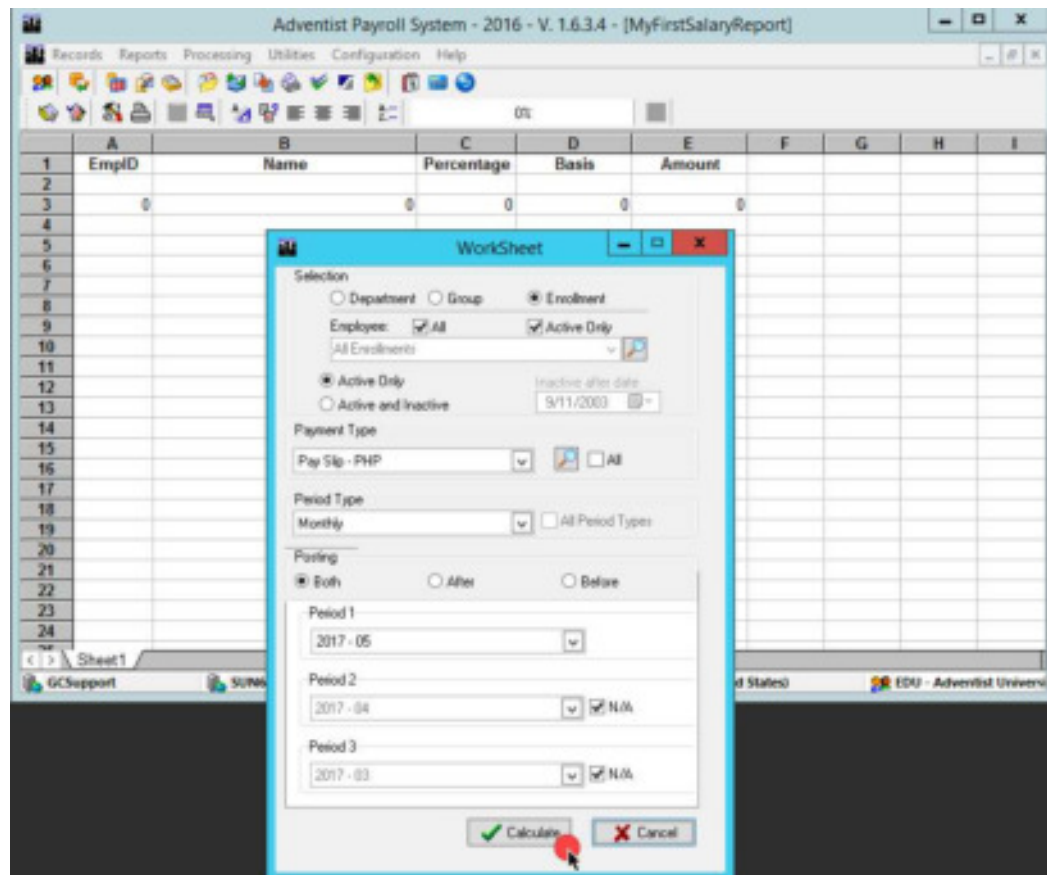 Adventist Payroll System - 2016 - V. 1.6.3.4 - [MyFirstSalaryReport]
Records Reports Processing Utilities Configuration Help
0%
A B C D E F G H I
1 EmpID Name Percentage Basis Amount
2
3 0 0 0 0 0
4
5
6
7
8
9
10
11
12
13
14
15
16
17
18
19
20
21
22
23
24
Sheet1
GCSupport
d States)
EDU - Adventist Universi
WorkSheet
Selection
Department Group Enrollment
Employee: All Active Only
All Enrollments
Active Only
Inactive after date
Active and Inactive
9/11/2003
Payment Type
Pay Slip - PHP
All
Period Type
Monthly
All Period Types
Posting
Both After Before
Period 1
2017 - 05
Period 2
2017 - 04
N/A
Period 3
2017 - 03
N/A
Calculate
Cancel